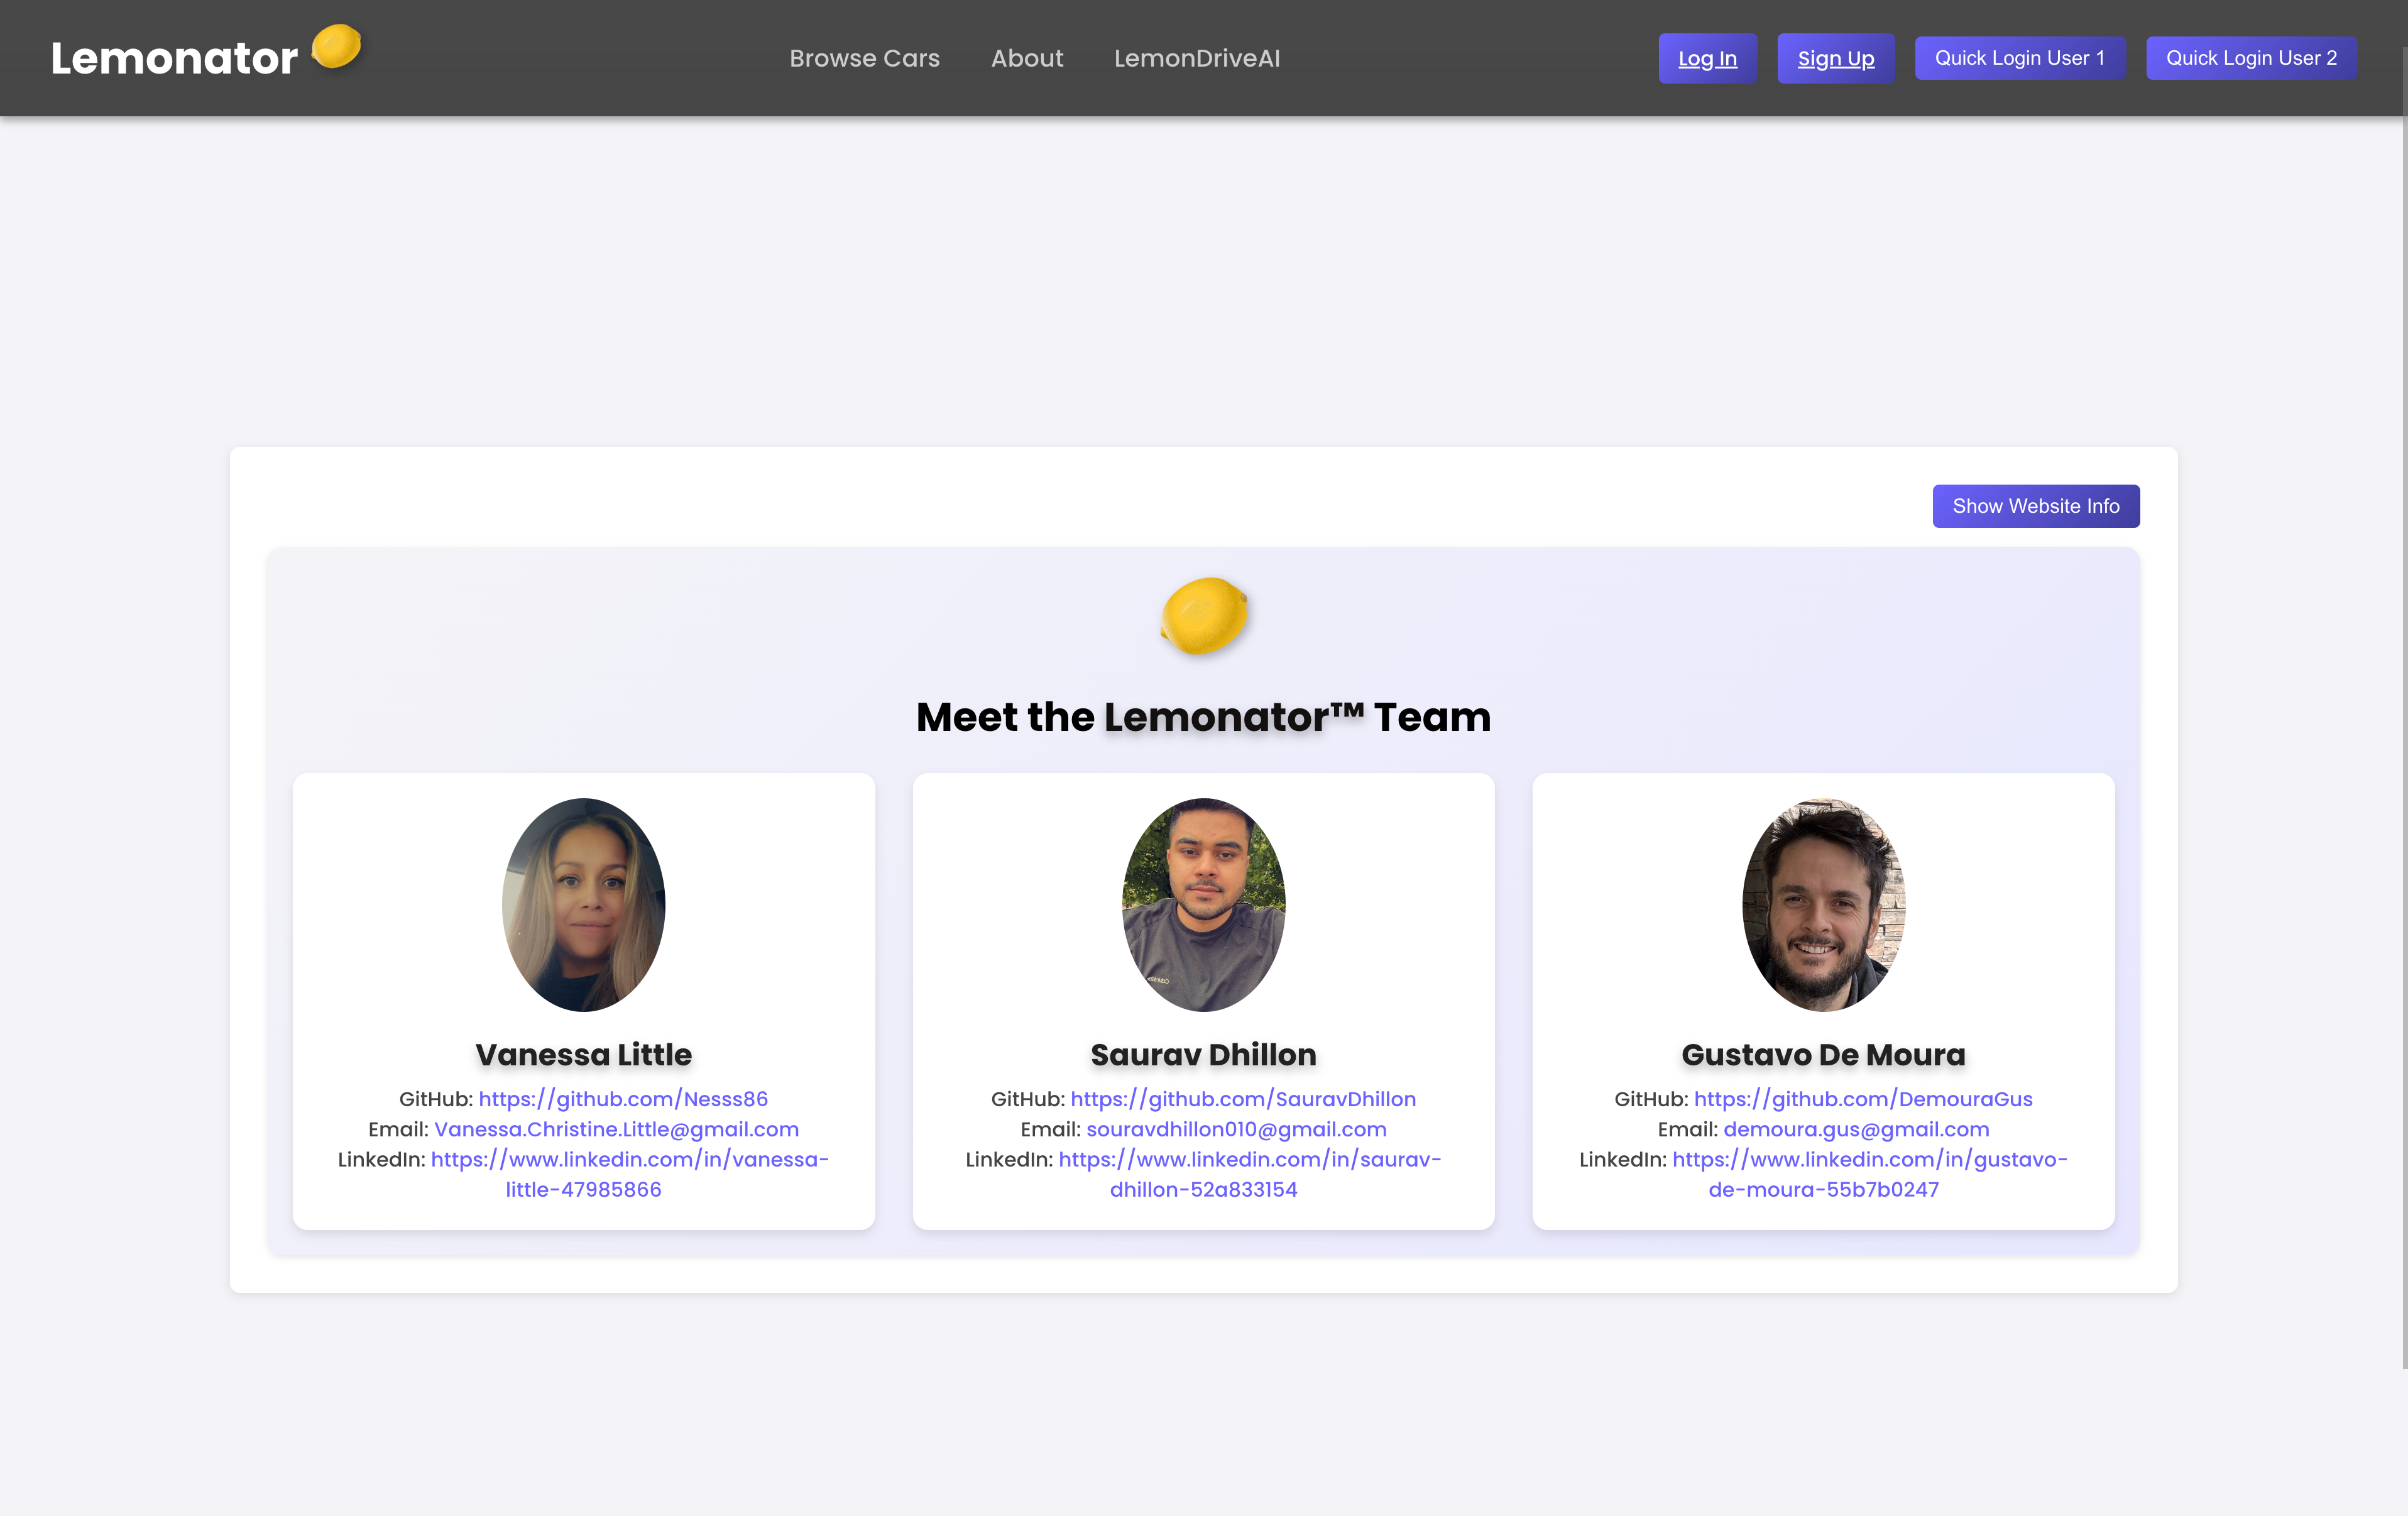 Lemonator
Browse Cars
About
LemonDriveAI
Log In
Sign Up
Quick Login User 1
Quick Login User 2
Show Website Info
Meet the Lemonator™ Team
Vanessa Little
GitHub: https://github.com/Nesss86
Email: Vanessa.Christine.Little@gmail.com
LinkedIn: https://www.linkedin.com/in/vanessa-
little-47985866
Saurav Dhillon
GitHub: https://github.com/SauravDhillon
Email: souravdhillon010@gmail.com
LinkedIn: https://www.linkedin.com/in/saurav-
dhillon-52a833154
Gustavo De Moura
GitHub: https://github.com/DemouraGus
Email: demoura.gus@gmail.com
LinkedIn: https://www.linkedin.com/in/gustavo-
de-moura-55b7b0247